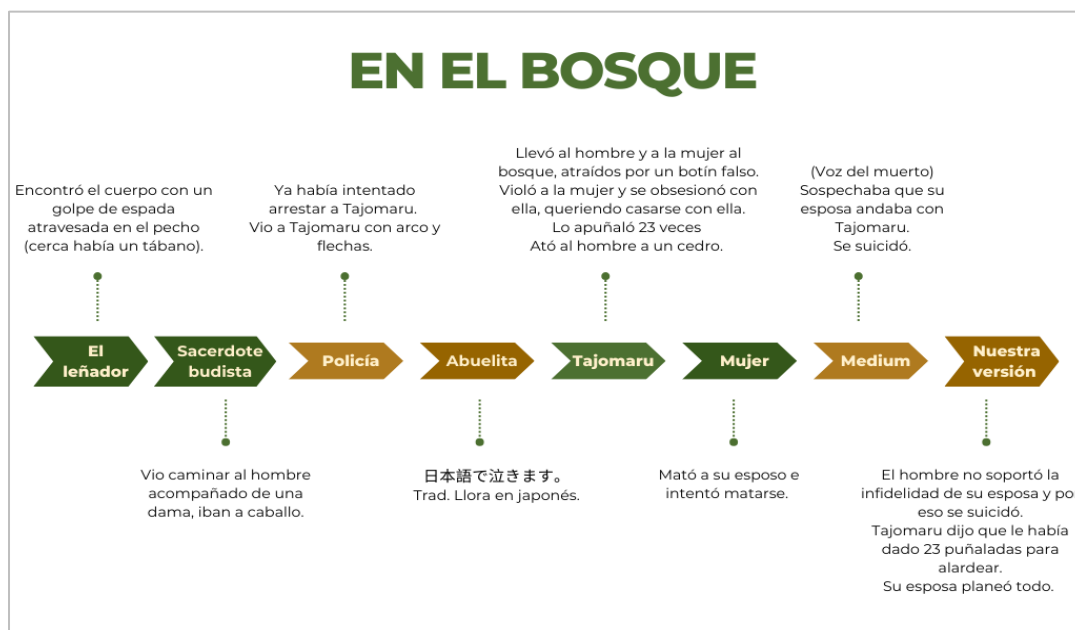 EN EL BOSQUE
Encontró el cuerpo con un
golpe de espada
atravesada en el pecho
(cerca había un tábano).
Ya había intentado
arrestar a Tajomaru.
Vio a Tajomaru con arco y
flechas.
Llevó al hombre y a la mujer al
bosque, atraídos por un botín falso.
Violó a la mujer y se obsesionó con
ella, queriendo casarse con ella.
Lo apuñaló 23 veces
Ató al hombre a un cedro.
(Voz del muerto)
Sospechaba que su
esposa andaba con
Tajomaru.
Se suicidó.
El
leñador
Sacerdote
budista
Policía
Abuelita
Tajomaru
Mujer
Medium
Nuestra
versión
Vio caminar al hombre
acompañado de una
dama, iban a caballo.
日本語で泣きます。
Trad. Llora en japonés.
Mató a su esposo e
intentó matarse.
El hombre no soportó la
infidelidad de su esposa y po
eso se suicidó.
Tajomaru dijo que le había
dado 23 puñaladas para
alardear.
Su esposa planeó todo.